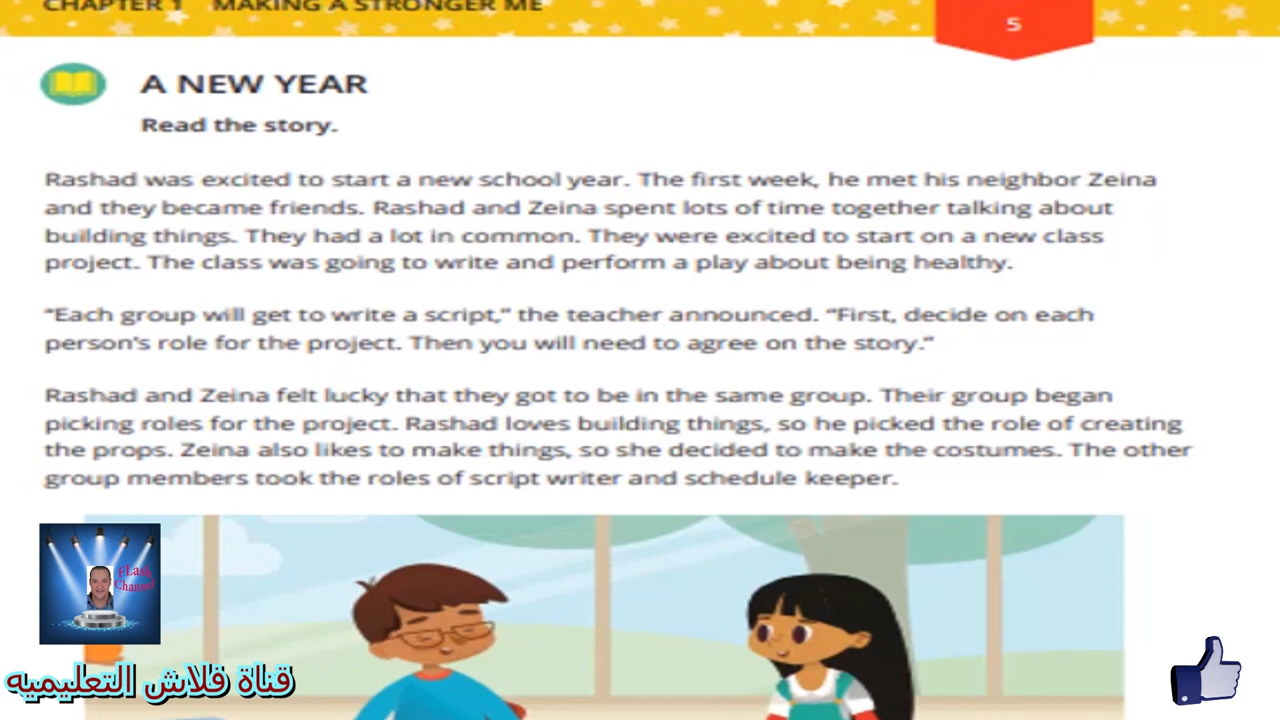 CHAPTER 1 MAKING A STRONGER ME
5
A NEW YEAR
Read the story.
Rashad was excited to start a new school year. The first week, he met his neighbor Zeina
and they became friends. Rashad and Zeina spent lots of time together talking about
building things. They had a lot in common. They were excited to start on a new class
project. The class was going to write and perform a play about being healthy.
“Each group will get to write a script,” the teacher announced. “First, decide on each
person’s role for the project. Then you will need to agree on the story.”
Rashad and Zeina felt lucky that they got to be in the same group. Their group began
picking roles for the project. Rashad loves building things, so he picked the role of creating
the props. Zeina also likes to make things, so she decided to make the costumes. The other
group members took the roles of script writer and schedule keeper.
FLash
Channel
قناة فلاش التعليميه